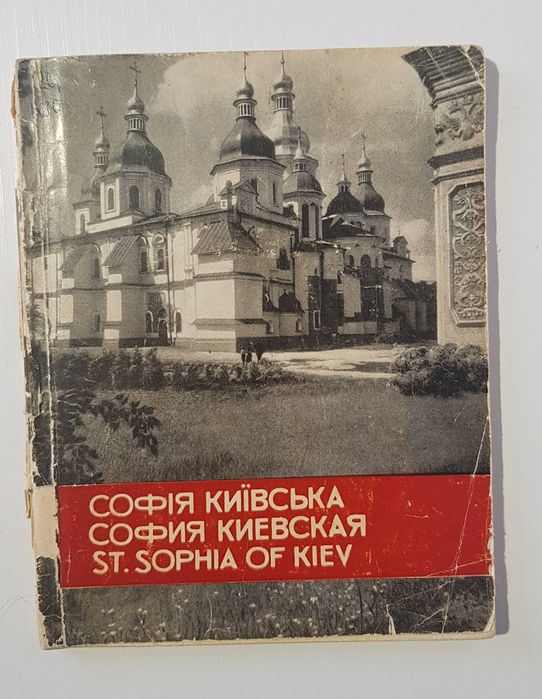 СОФІЯ КИЇВСЬКА
СОФИЯ КИЕВСКАЯ
ST. SOPHIA OF KIEV